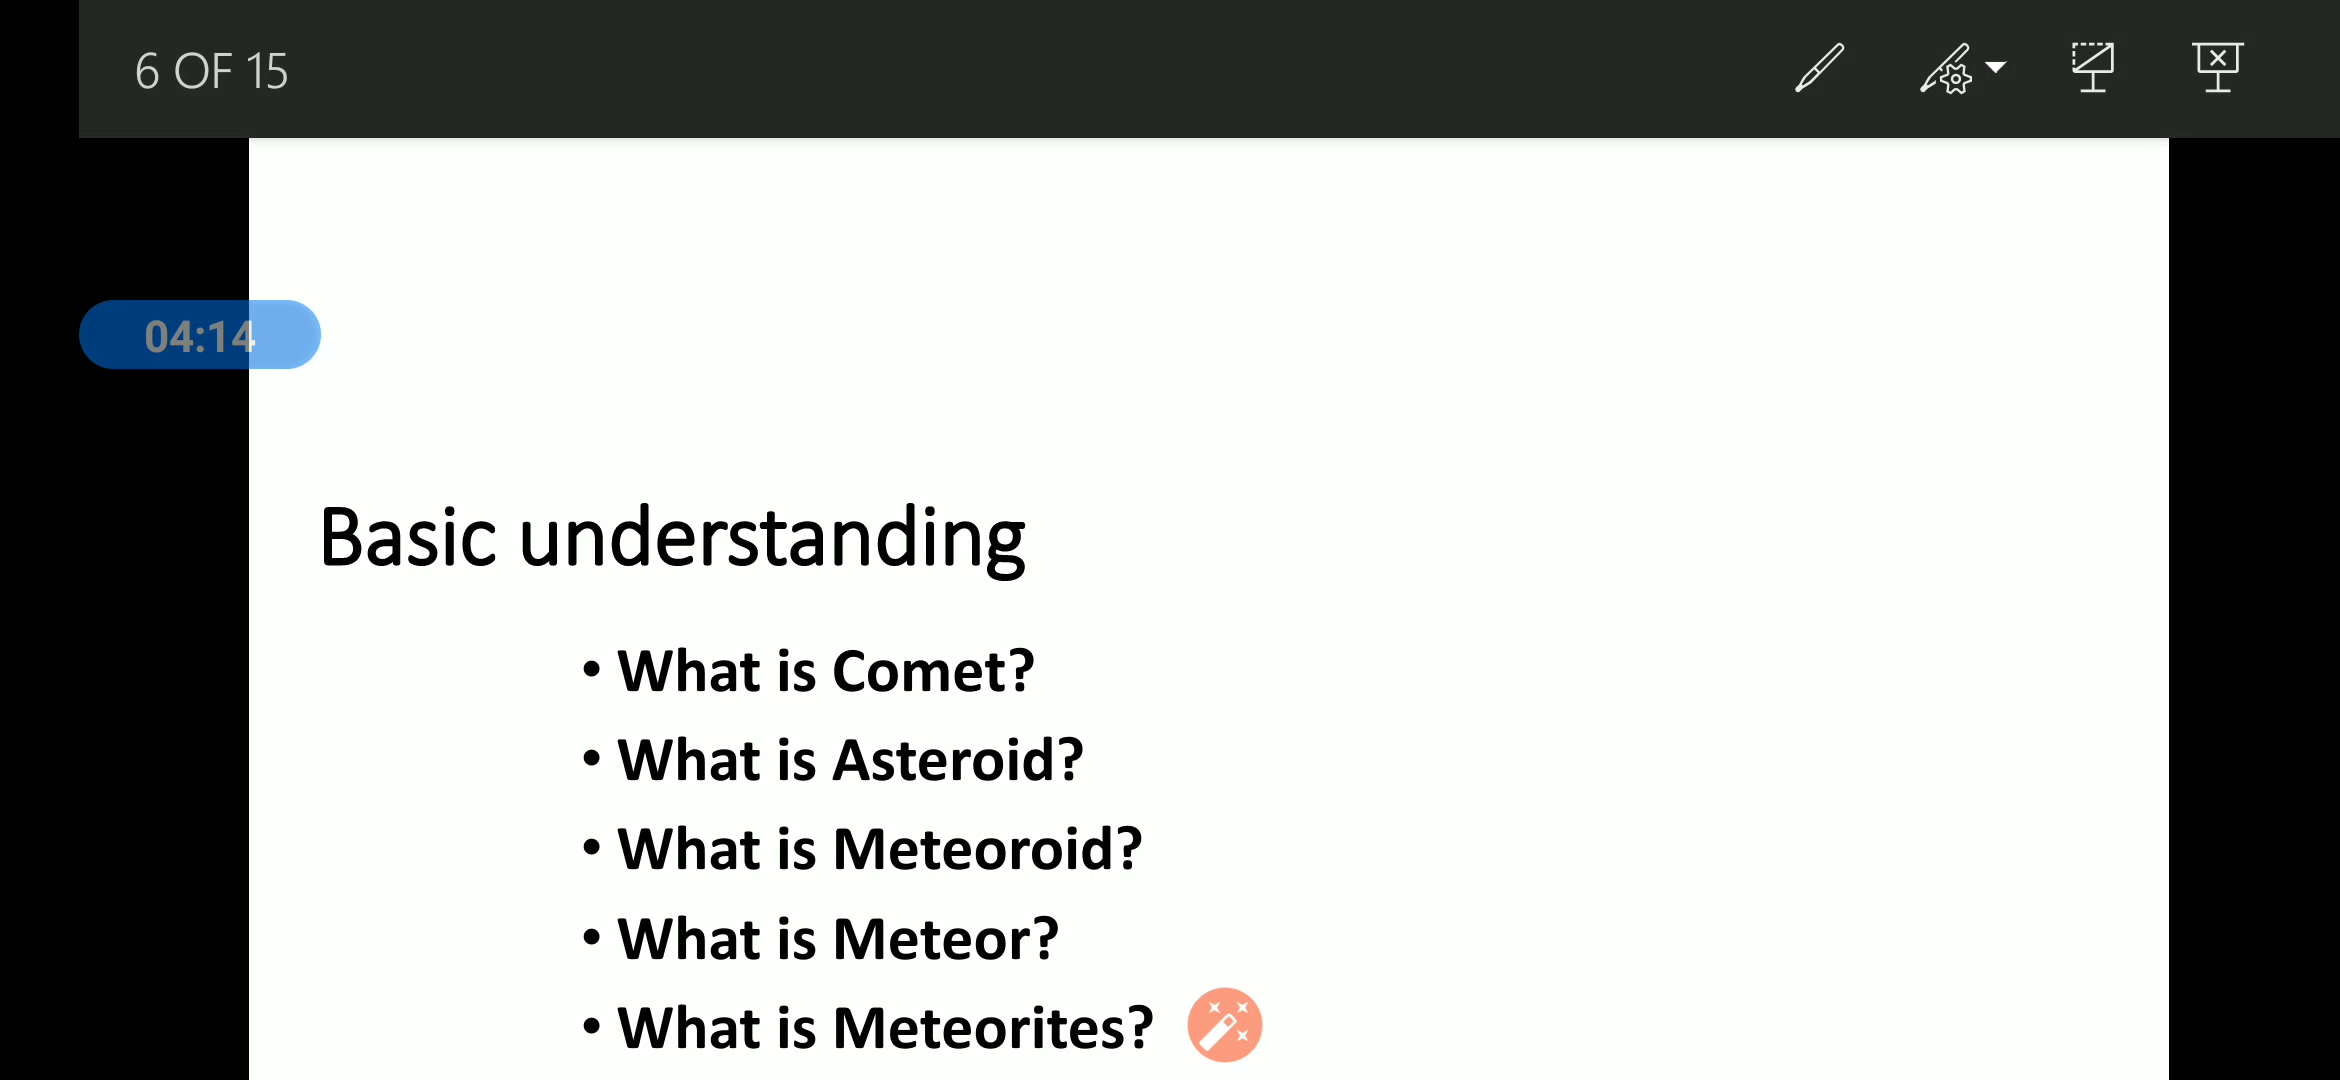 6 OF 15
04:14
Basic understanding
• What is Comet?
• What is Asteroid?
• What is Meteoroid?
• What is Meteor?
• What is Meteorites?